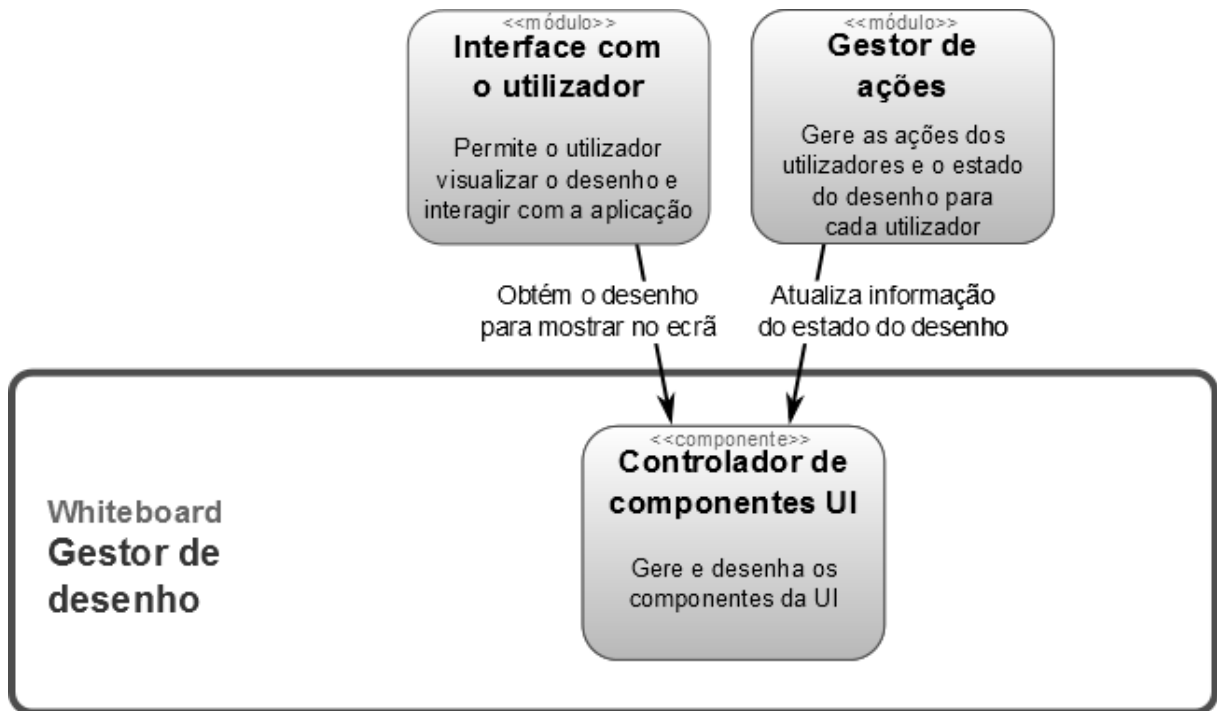 <<módulo>>
Interface com
o utilizador
Permite o utilizador
visualizar o desenho e
interagir com a aplicação
<<módulo>>
Gestor de
ações
Gere as ações dos
utilizadores e o estado
do desenho para
cada utilizador
Obtém o desenho
para mostrar no ecrã
Atualiza informação
do estado do desenho
Whiteboard
Gestor de
desenho
<<componente>>
Controlador de
componentes UI
Gere e desenha os
componentes da UI